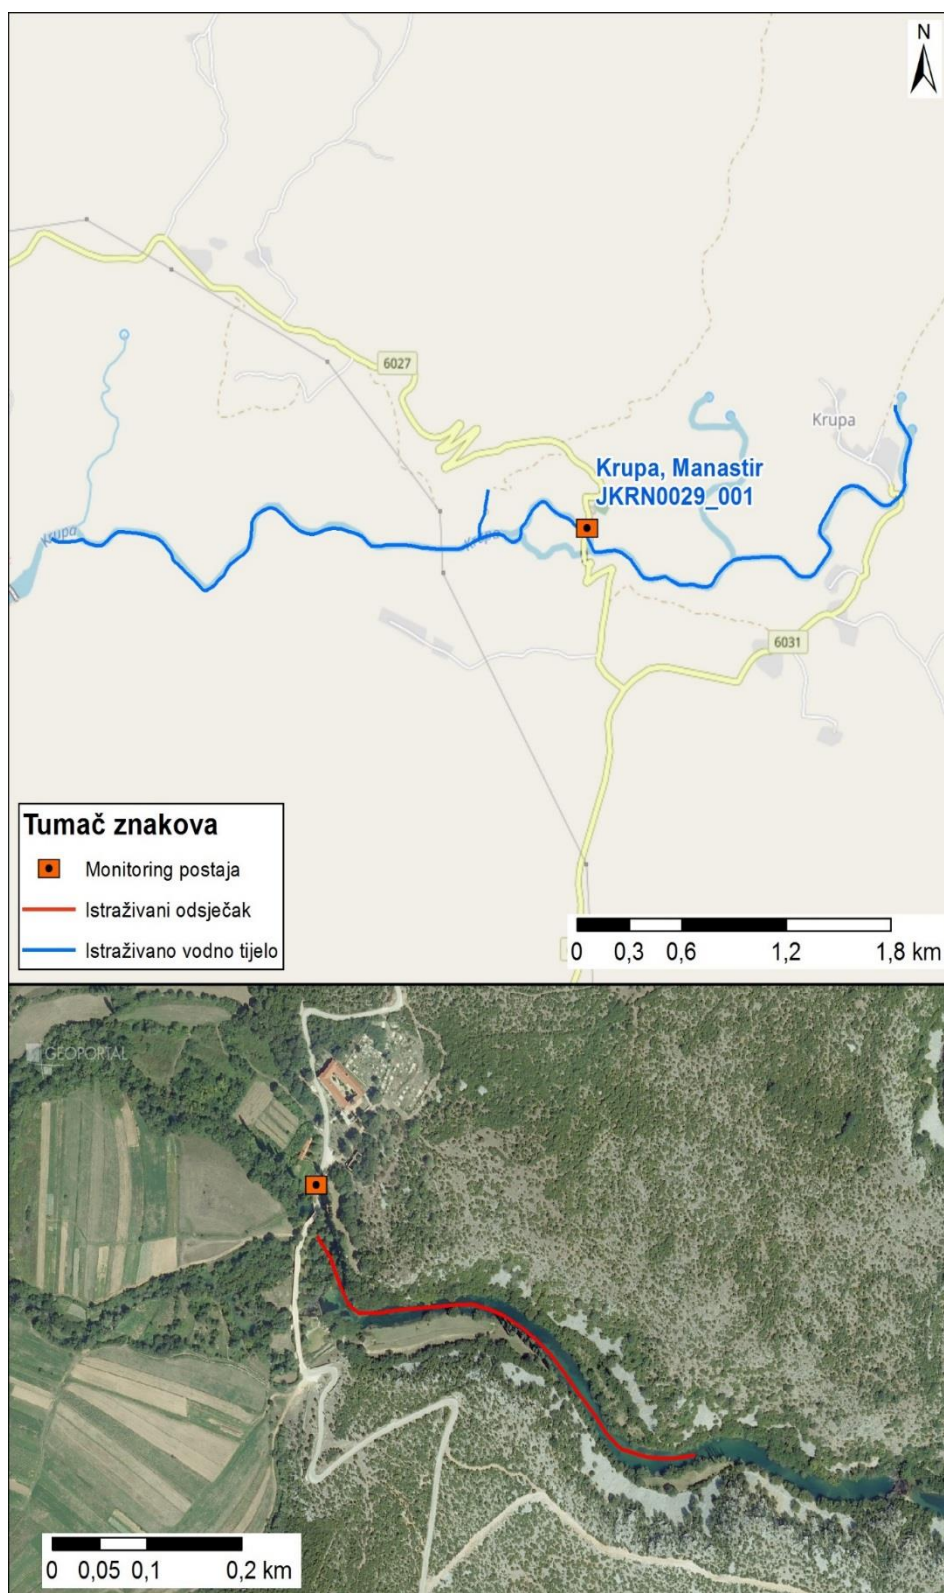 N
6027
Krupa
Krupa, Manastir
JKRN0029_001
Krupa
Krupa
6031
Tumač znakova
Monitoring postaja
Istraživani odsječak
Istraživano vodno tijelo
0 0,3 0,6 1,2 1,8 km
GEOPORTAL
0 0,05 0,1 0,2 km